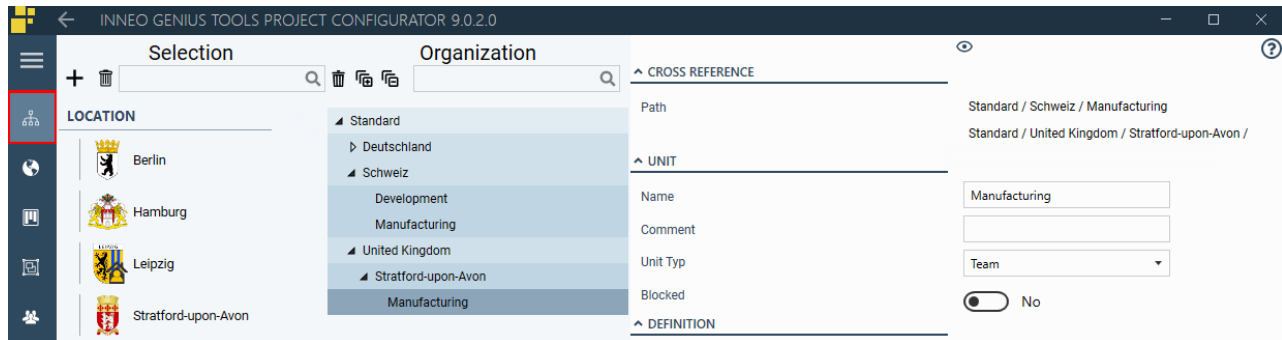 INNEO GENIUS TOOLS PROJECT CONFIGURATOR 9.0.2.0
Selection
Organization
LOCATION
Berlin
Hamburg
Leipzig
Stratford-upon-Avon
Standard
Deutschland
Schweiz
Development
Manufacturing
United Kingdom
Stratford-upon-Avon
Manufacturing
CROSS REFERENCE
Path
Standard / Schweiz / Manufacturing
Standard / United Kingdom / Stratford-upon-Avon /
UNIT
Name
Manufacturing
Comment
Unit Typ
Team
Blocked
No
DEFINITION